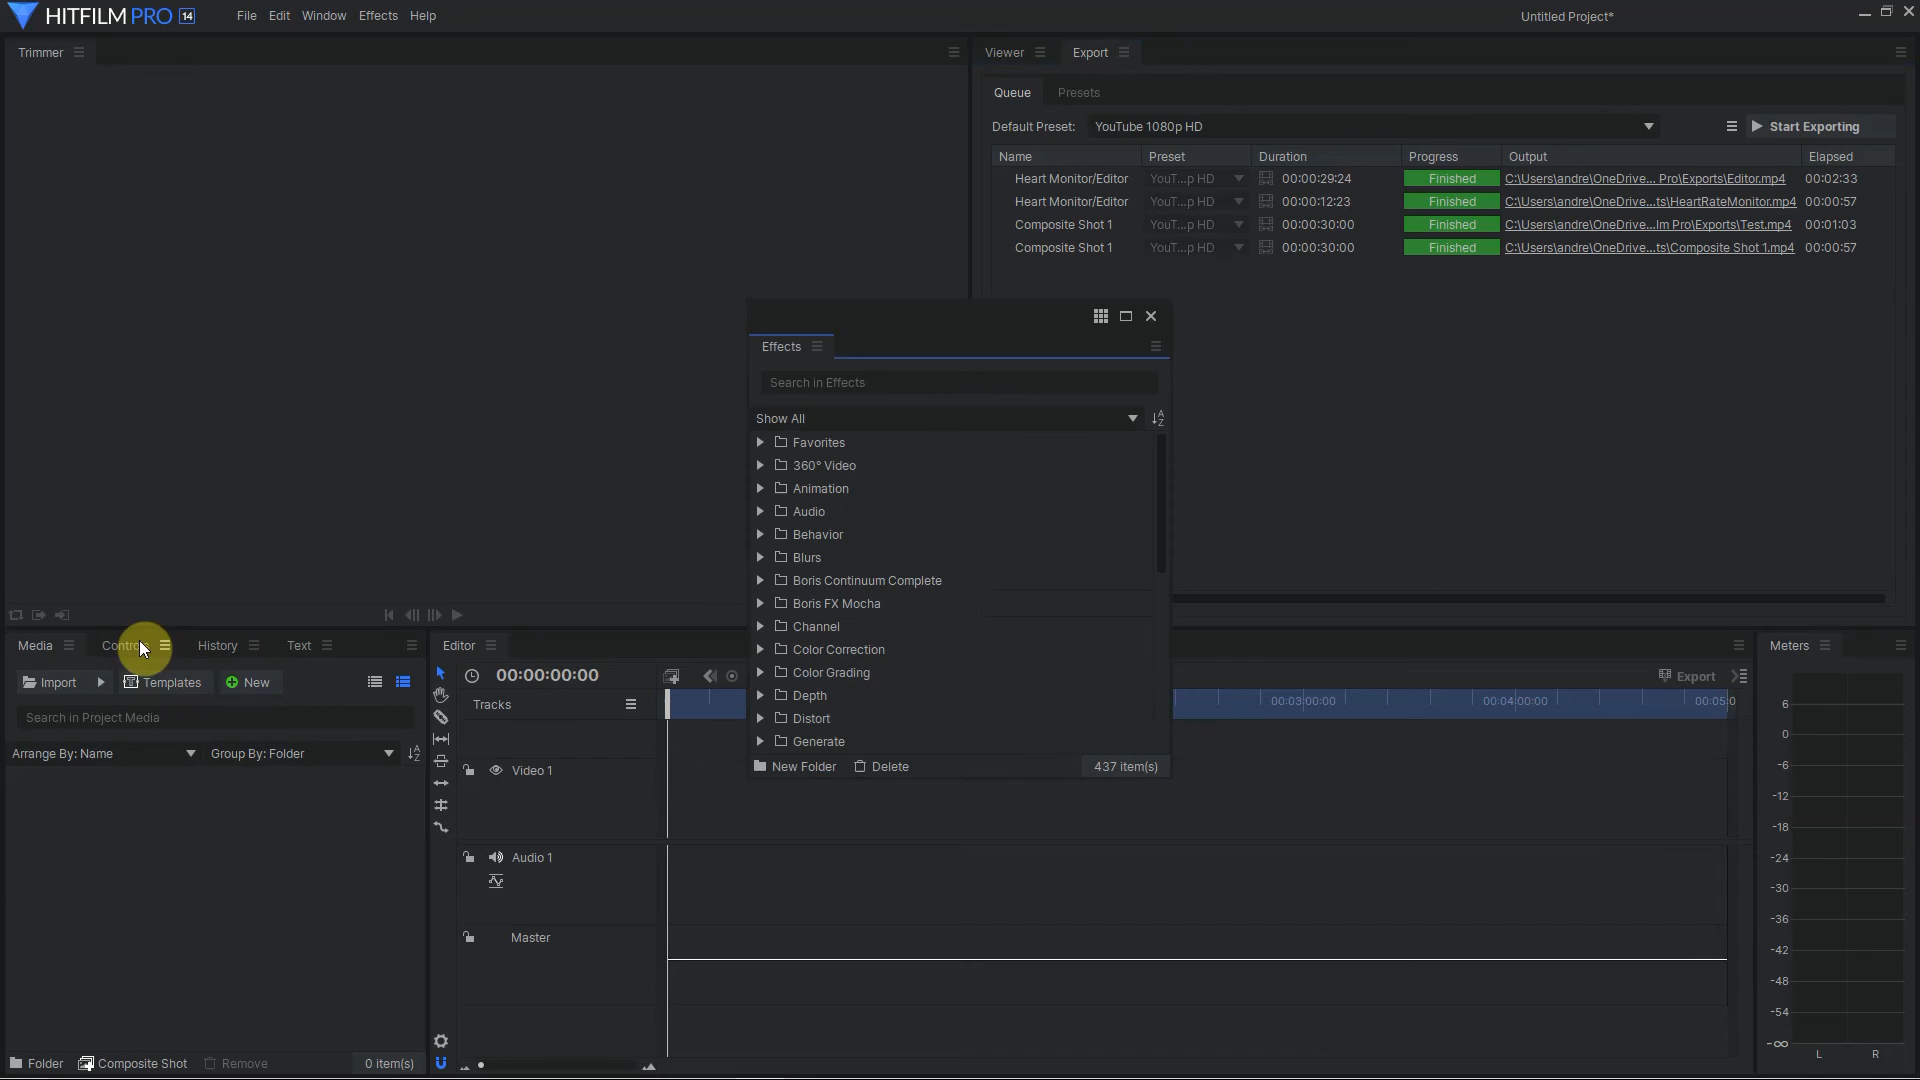 HITFILM PRO 14
File Edit Window Effects Help
Untitled Project*
Trimmer
Viewer Export
Queue Presets
Default Preset: YouTube 1080p HD Start Exporting
Name Preset Duration Progress Output Elapsed
Heart Monitor/Editor YouT...p HD 00:00:29:24 Finished C:\Users\andre\OneDrive... Pro\Exports\Editor.mp4 00:02:33
Heart Monitor/Editor YouT...p HD 00:00:12:23 Finished C:\Users\andre\OneDrive...ts\HeartRateMonitor.mp4 00:00:57
Composite Shot 1 YouT...p HD 00:00:30:00 Finished C:\Users\andre\OneDrive...lm Pro\Exports\Test.mp4 00:01:03
Composite Shot 1 YouT...p HD 00:00:30:00 Finished C:\Users\andre\OneDrive...ts\Composite Shot 1.mp4 00:00:57
Effects
Search in Effects
Show All
Favorites
360° Video
Animation
Audio
Behavior
Blurs
Boris Continuum Complete
Boris FX Mocha
Channel
Color Correction
Color Grading
Depth
Distort
Generate
New Folder Delete 437 item(s)
Media History Text
Import Templates New
Search in Project Media
Arrange By: Name Group By: Folder
Folder Composite Shot Remove 0 item(s)
Editor
00:00:00:00
Export
Tracks
00:03:00:00 00:04:00:00 00:05:0
Video 1
Audio 1
Master
Meters
6
0
-6
-12
-18
-24
-30
-36
-42
-48
-54
-∞
L R